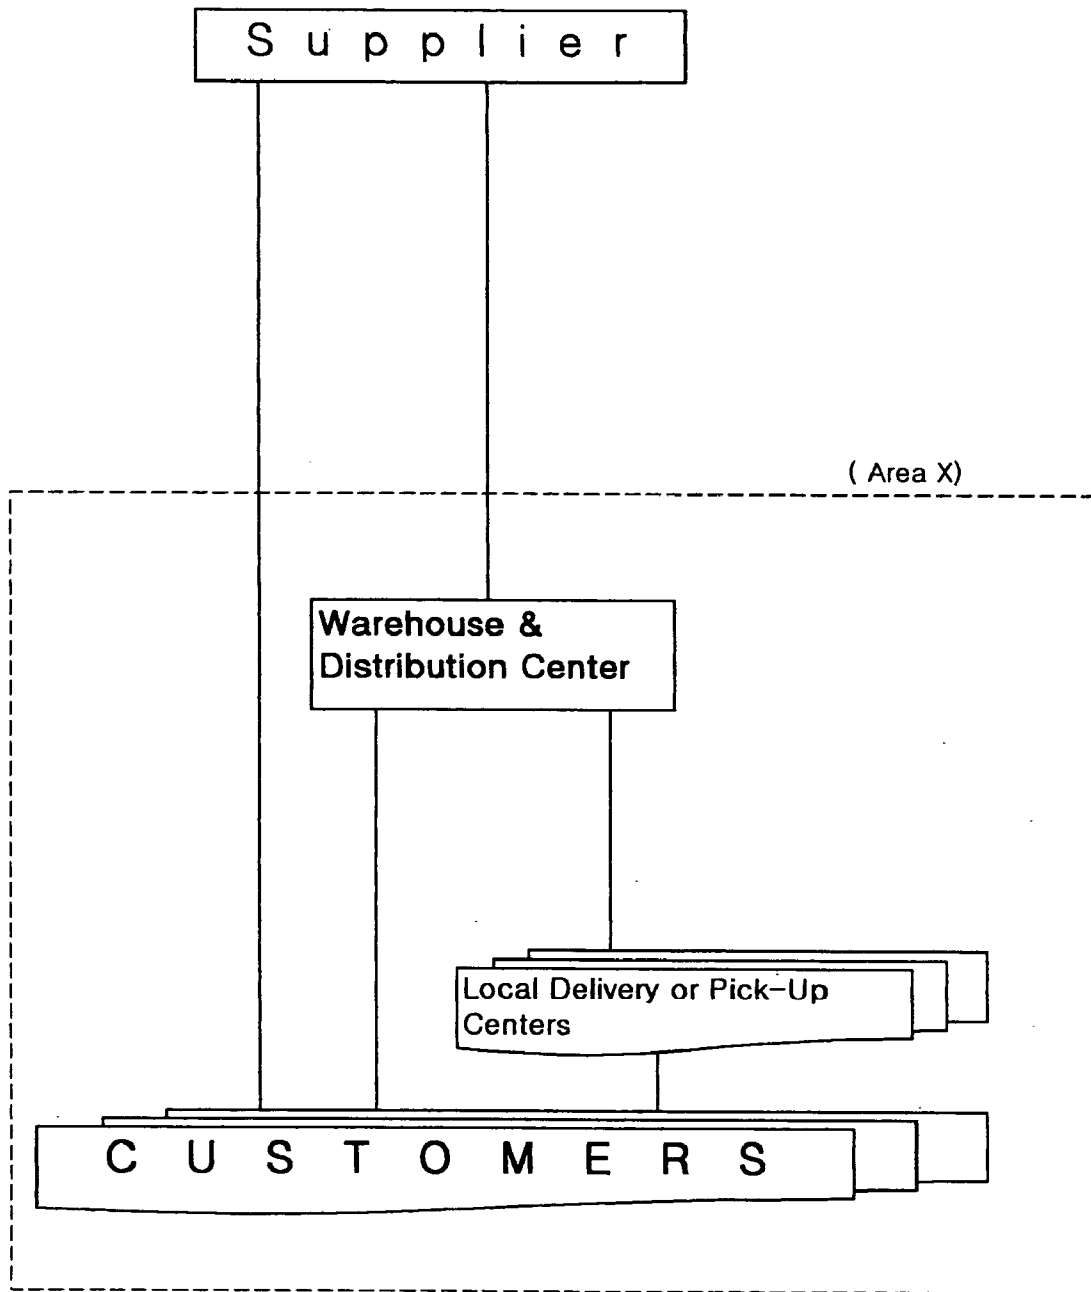 Supplier
( Area X)
Warehouse &
Distribution Center
Local Delivery or Pick-Up
Centers
CUSTOMERS